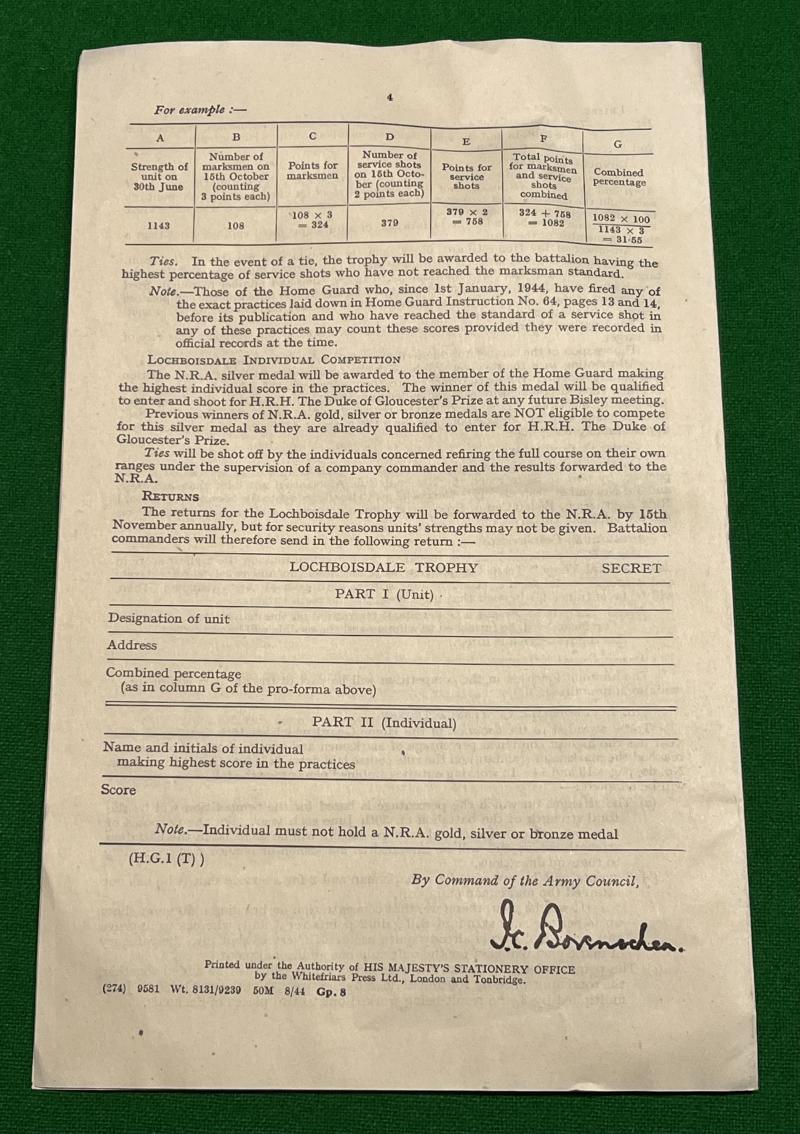 4
For example :—
A B C D E F G
Strength of unit on 30th June
Number of marksmen on 15th October (counting 3 points each)
Points for marksmen
Number of service shots on 15th Octo- ber (counting 2 points each)
Points for service shots
Total points for marksmen and service shots combined
Combined percentage
1143
108
108 × 3 = 324
379
379 × 2 = 758
324 + 758 = 1082
1082 × 100
1143 × 3
= 31·55
Ties. In the event of a tie, the trophy will be awarded to the battalion having the
highest percentage of service shots who have not reached the marksman standard.
Note.—Those of the Home Guard who, since 1st January, 1944, have fired any of
the exact practices laid down in Home Guard Instruction No. 64, pages 13 and 14,
before its publication and who have reached the standard of a service shot in
any of these practices may count these scores provided they were recorded in
official records at the time.
LOCHBOISDALE INDIVIDUAL COMPETITION
The N.R.A. silver medal will be awarded to the member of the Home Guard making
the highest individual score in the practices. The winner of this medal will be qualified
to enter and shoot for H.R.H. The Duke of Gloucester's Prize at any future Bisley meeting.
Previous winners of N.R.A. gold, silver or bronze medals are NOT eligible to compete
for this silver medal as they are already qualified to enter for H.R.H. The Duke of
Gloucester's Prize.
Ties will be shot off by the individuals concerned refiring the full course on their own
ranges under the supervision of a company commander and the results forwarded to the
N.R.A.
RETURNS
The returns for the Lochboisdale Trophy will be forwarded to the N.R.A. by 15th
November annually, but for security reasons units' strengths may not be given. Battalion
commanders will therefore send in the following return :—
LOCHBOISDALE TROPHY SECRET
PART I (Unit)
Designation of unit
Address
Combined percentage
(as in column G of the pro-forma above)
PART II (Individual)
Name and initials of individual
making highest score in the practices
Score
Note.—Individual must not hold a N.R.A. gold, silver or bronze medal
(H.G.1 (T) )
By Command of the Army Council,
Printed under the Authority of HIS MAJESTY'S STATIONERY OFFICE
by the Whitefriars Press Ltd., London and Tonbridge.
(274) 9581 Wt. 8131/9239 50M 8/44 Gp. 8